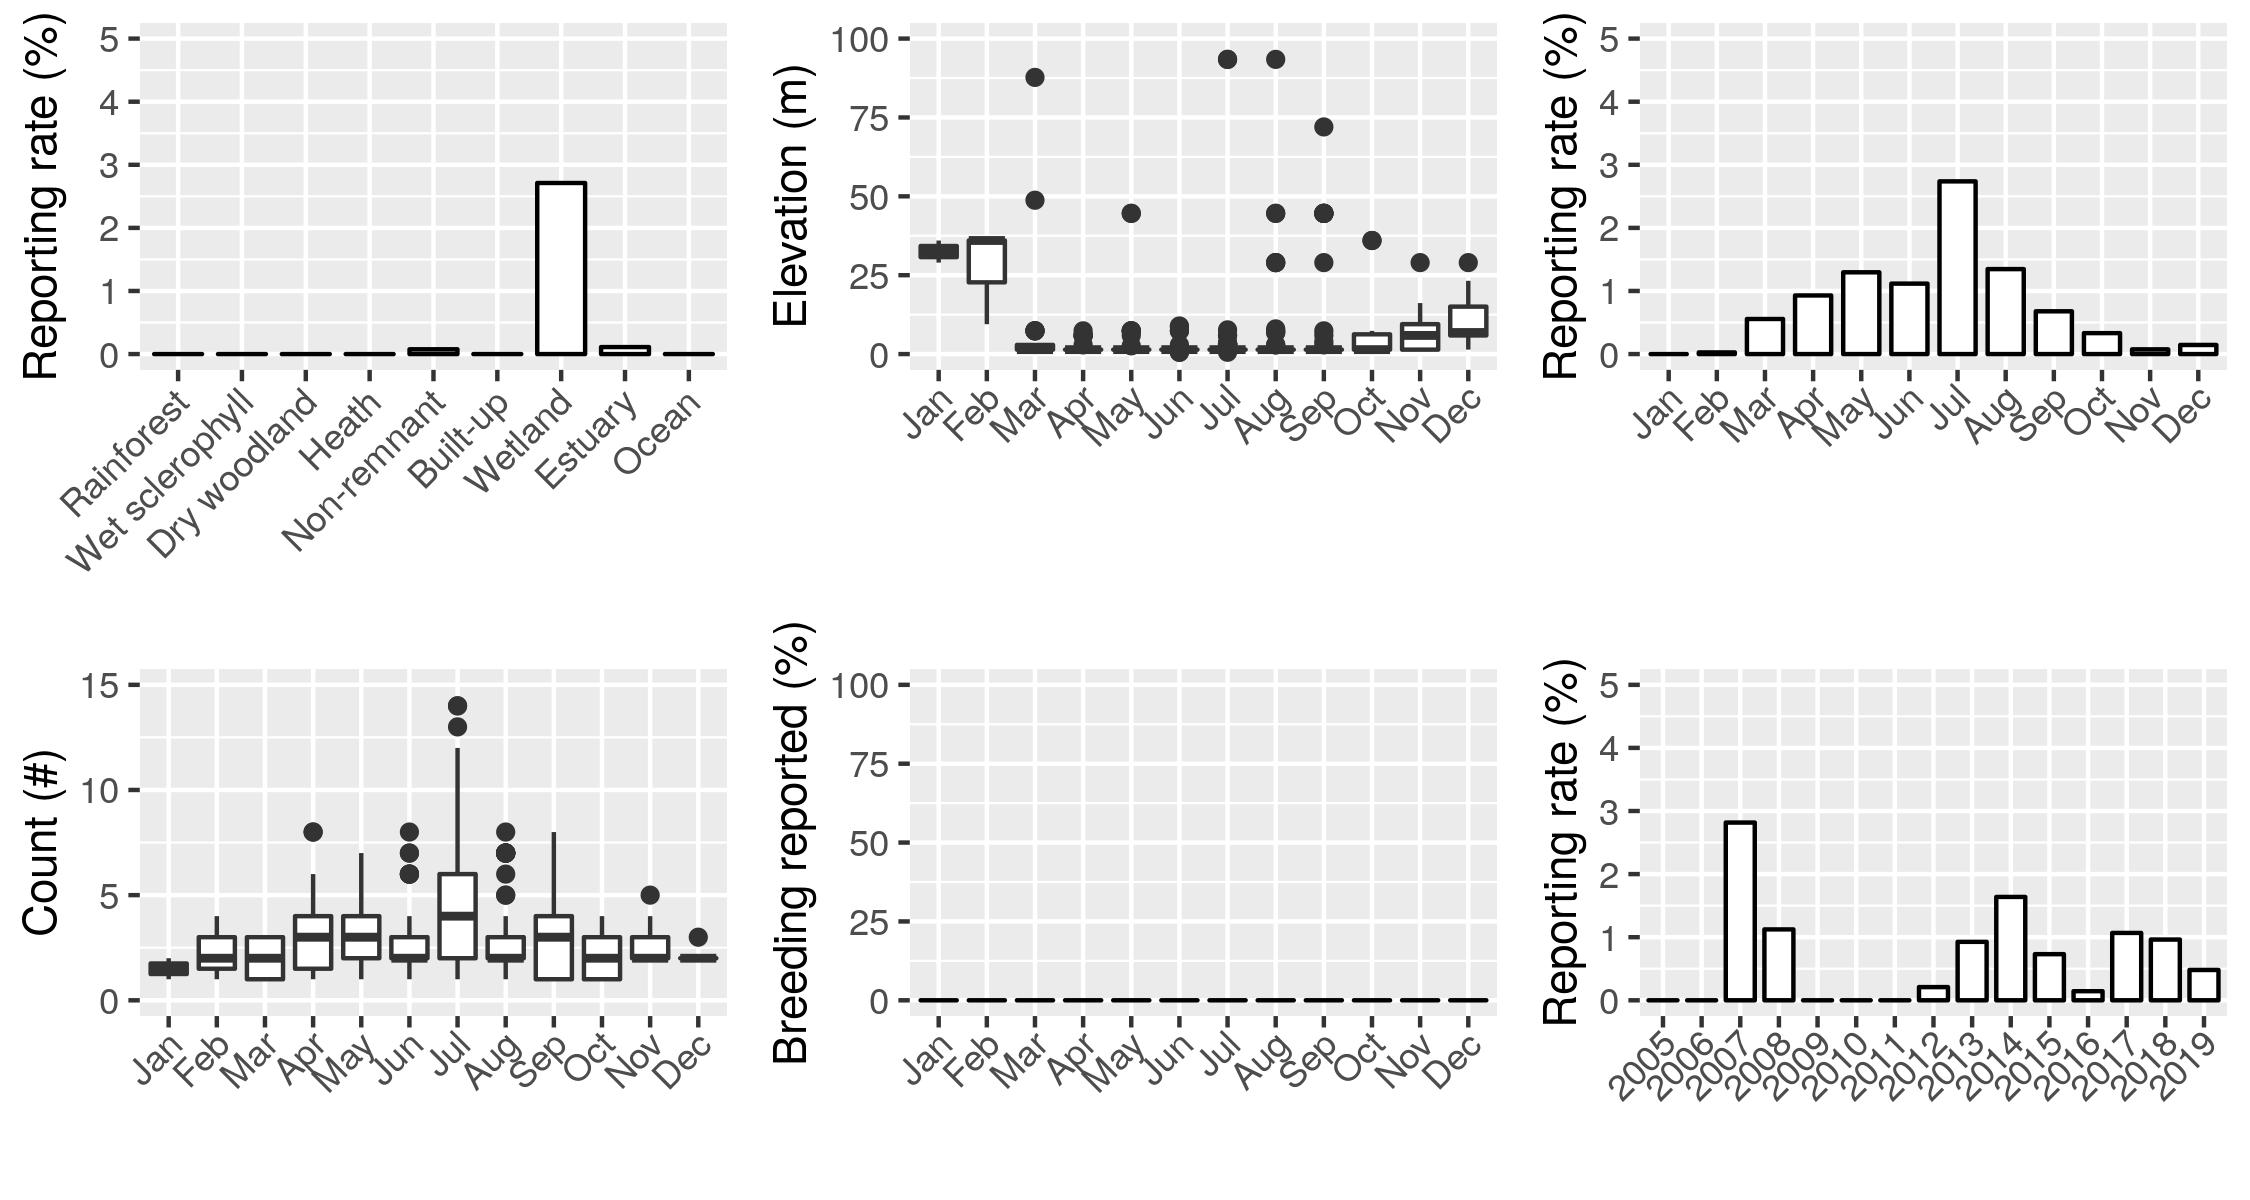 Reporting rate (%)
5
4
3
2
1
0
Rainforest
Wet sclerophyll
Dry woodland
Heath
Non-remnant
Built-up
Wetland
Estuary
Ocean
Elevation (m)
100
75
50
25
0
Jan
Feb
Mar
Apr
May
Jun
Jul
Aug
Sep
Oct
Nov
Dec
Reporting rate (%)
5
4
3
2
1
0
Jan
Feb
Mar
Apr
May
Jun
Jul
Aug
Sep
Oct
Nov
Dec
Count (#)
15
10
5
0
Jan
Feb
Mar
Apr
May
Jun
Jul
Aug
Sep
Oct
Nov
Dec
Breeding reported (%)
100
75
50
25
0
Jan
Feb
Mar
Apr
May
Jun
Jul
Aug
Sep
Oct
Nov
Dec
Reporting rate (%)
5
4
3
2
1
0
2005
2006
2007
2008
2009
2010
2011
2012
2013
2014
2015
2016
2017
2018
2019